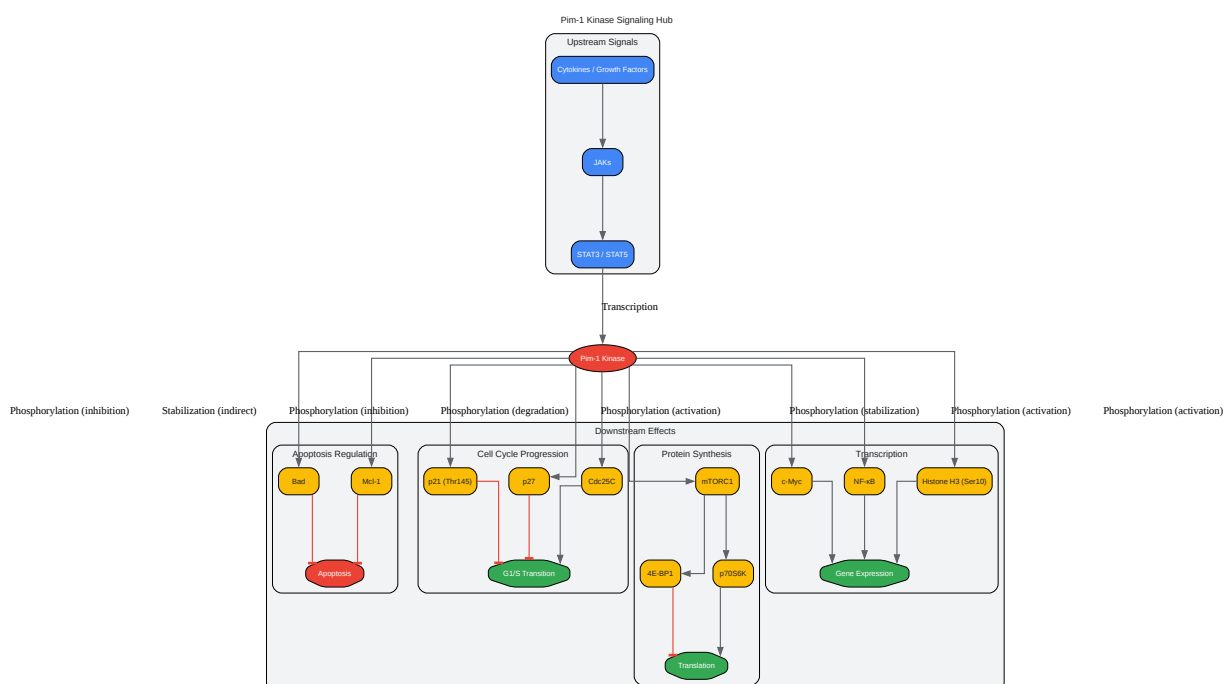 Pim-1 Kinase Signaling Hub
Upstream Signals
Cytokines / Growth Factors
JAKs
STAT3 / STAT5
Transcription
Pim-1 Kinase
Phosphorylation (inhibition)
Stabilization (indirect)
Phosphorylation (inhibition)
Phosphorylation (degradation)
Phosphorylation (activation)
Phosphorylation (stabilization)
Phosphorylation (activation)
Phosphorylation (activation)
Downstream Effects
Apoptosis Regulation
Cell Cycle Progression
Protein Synthesis
Transcription
Bad
Mcl-1
p21 (Thr145)
p27
Cdc25C
mTORC1
c-Myc
NF-κB
Histone H3 (Ser10)
Apoptosis
G1/S Transition
4E-BP1
p70S6K
Gene Expression
Translation